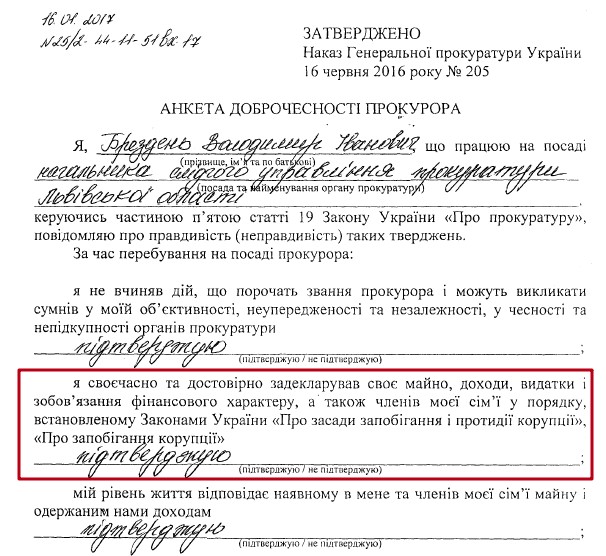 16.01.2017
N25/2-44-11-51вх-17
ЗАТВЕРДЖЕНО
Наказ Генеральної прокуратури України
16 червня 2016 року № 205
АНКЕТА ДОБРОЧЕСНОСТІ ПРОКУРОРА
Я, Брездень Володимир Іванович, що працюю на посаді
(прізвище, ім’я та по батькові)
начальника слідчого управління прокуратури
(посада та найменування органу прокуратури)
Львівської області,
керуючись частиною п’ятою статті 19 Закону України «Про прокуратуру»,
повідомляю про правдивість (неправдивість) таких тверджень.
За час перебування на посаді прокурора:
я не вчиняв дій, що порочать звання прокурора і можуть викликати
сумнів у моїй об’єктивності, неупередженості та незалежності, у чесності та
непідкупності органів прокуратури
підтверджую;
(підтверджую / не підтверджую)
я своєчасно та достовірно задекларував своє майно, доходи, видатки і
зобов’язання фінансового характеру, а також членів моєї сім’ї у порядку,
встановленому Законами України «Про засади запобігання і протидії корупції»,
«Про запобігання корупції»
підтверджую;
(підтверджую / не підтверджую)
мій рівень життя відповідає наявному в мене та членів моєї сім’ї майну і
одержаним нами доходам
підтверджую;
(підтверджую / не підтверджую)